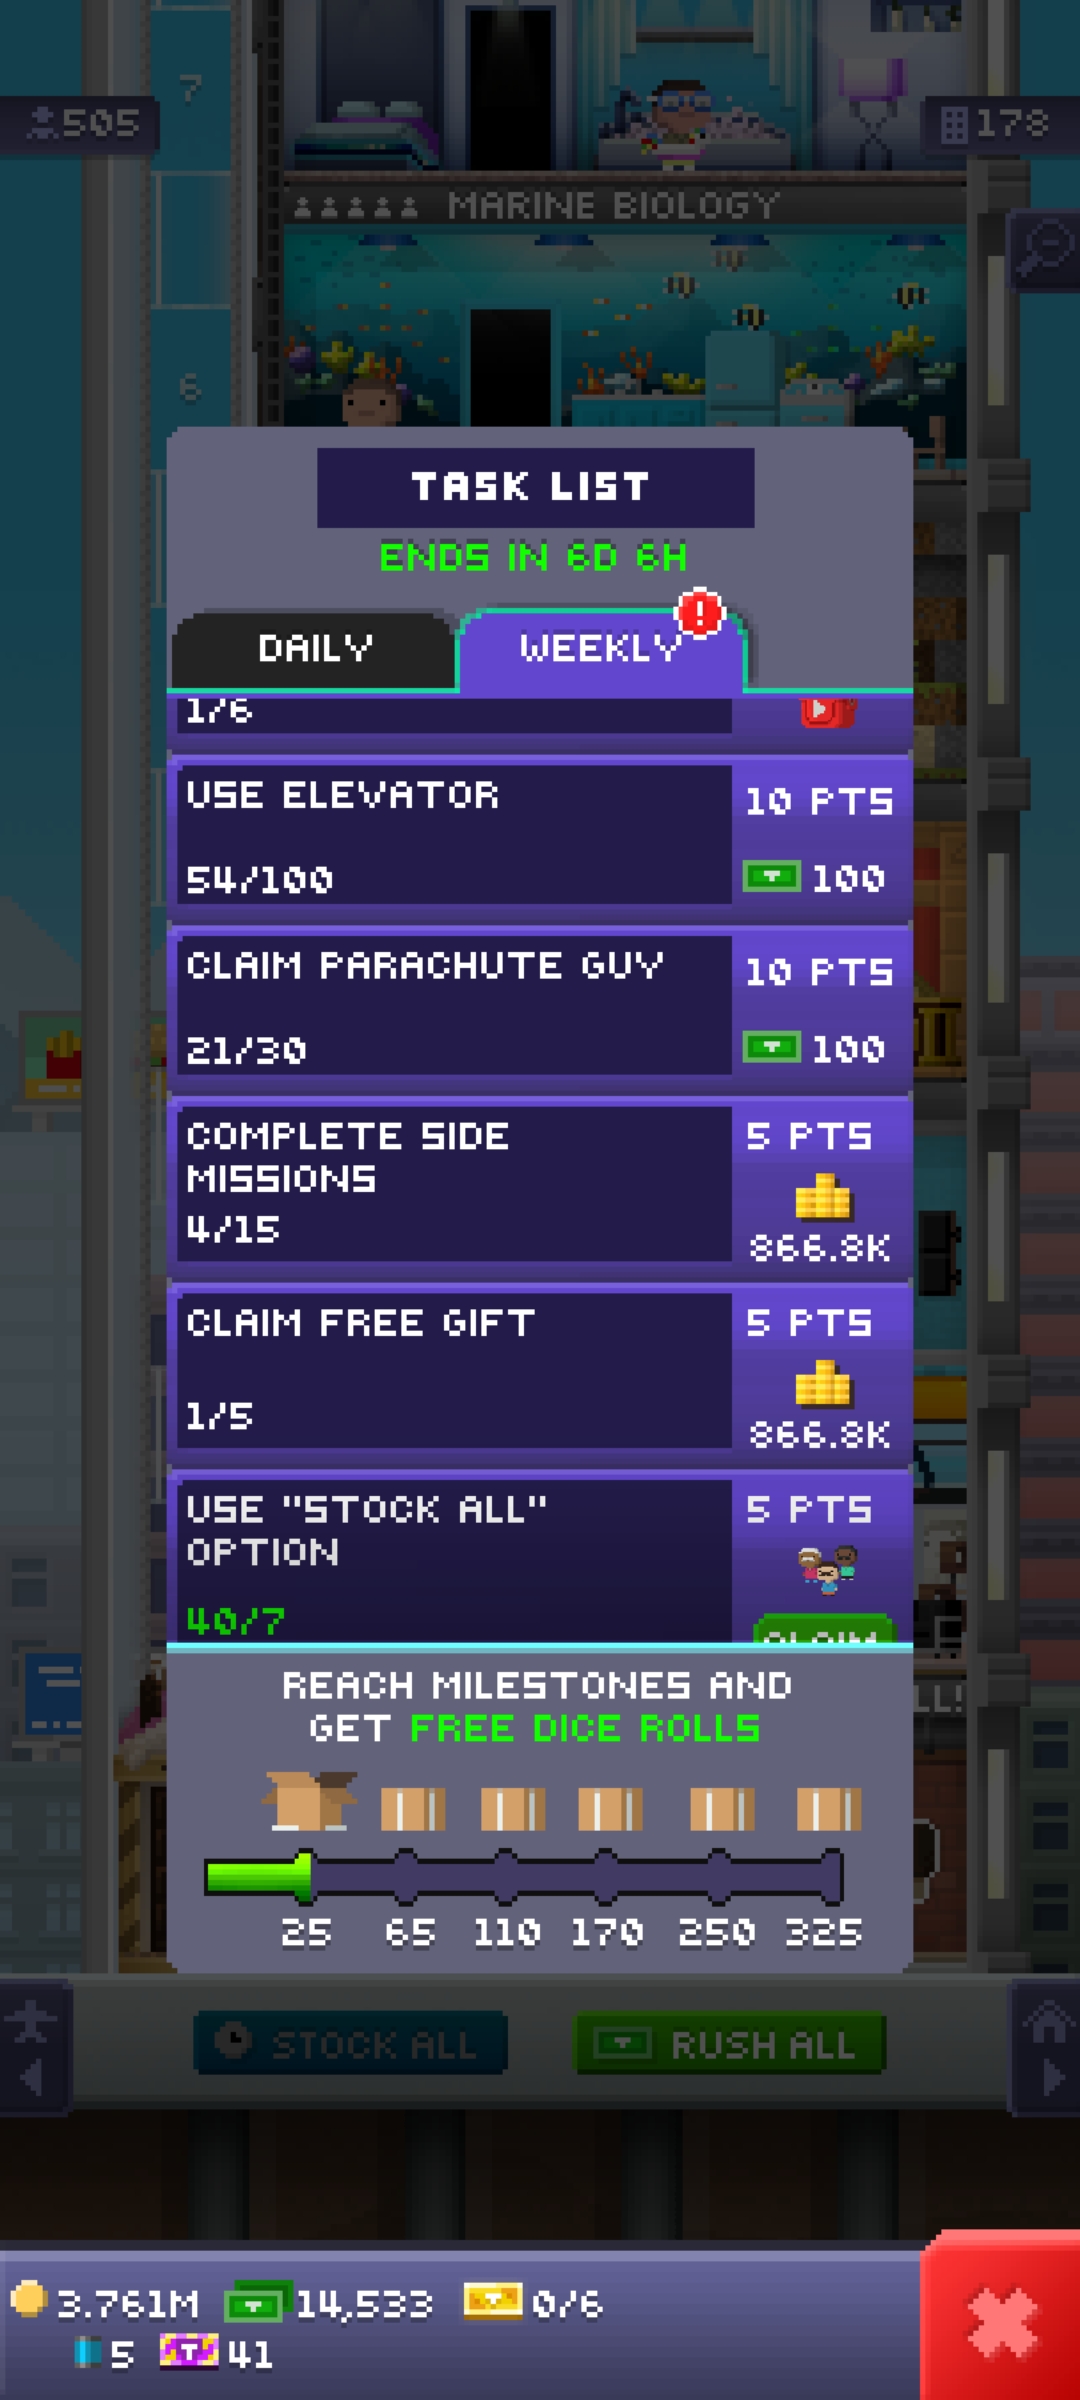 7
505
178
MARINE BIOLOGY
6
TASK LIST
ENDS IN 6D 6H
DAILY
WEEKLY
!
1/6
USE ELEVATOR
10 PTS
54/100
100
CLAIM PARACHUTE GUY
10 PTS
21/30
100
COMPLETE SIDE
MISSIONS
5 PTS
4/15
866.8K
CLAIM FREE GIFT
5 PTS
1/5
866.8K
USE "STOCK ALL"
OPTION
5 PTS
40/7
CLAIM
REACH MILESTONES AND
GET FREE DICE ROLLS
25 65 110 170 250 325
STOCK ALL
RUSH ALL
3.761M 14,533 0/6
5 41